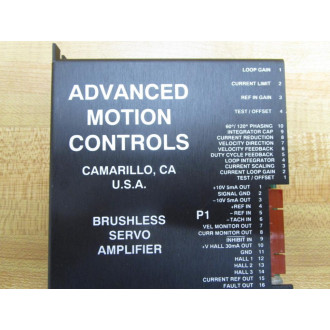 ADVANCED
MOTION
CONTROLS
CAMARILLO, CA
U.S.A.
BRUSHLESS
SERVO
AMPLIFIER
LOOP GAIN 1
CURRENT LIMIT 2
REF IN GAIN 3
TEST / OFFSET 4
60°/ 120° PHASING 10
INTEGRATOR CAP 9
CURRENT REDUCTION 8
VELOCITY DIRECTION 7
VELOCITY FEEDBACK 6
DUTY CYCLE FEEDBACK 5
LOOP INTEGRATOR 4
CURRENT SCALING 3
CURRENT LOOP GAIN 2
TEST / OFFSET 1
P1
+10V 5mA OUT 1
SIGNAL GND 2
-10V 5mA OUT 3
+REF IN 4
- REF IN 5
- TACH IN 6
VEL MONITOR OUT 7
CURR MONITOR OUT 8
INHIBIT IN 9
+V HALL 30mA OUT 10
GND 11
HALL 1 12
HALL 2 13
HALL 3 14
CURRENT REF OUT 15
FAULT OUT 16